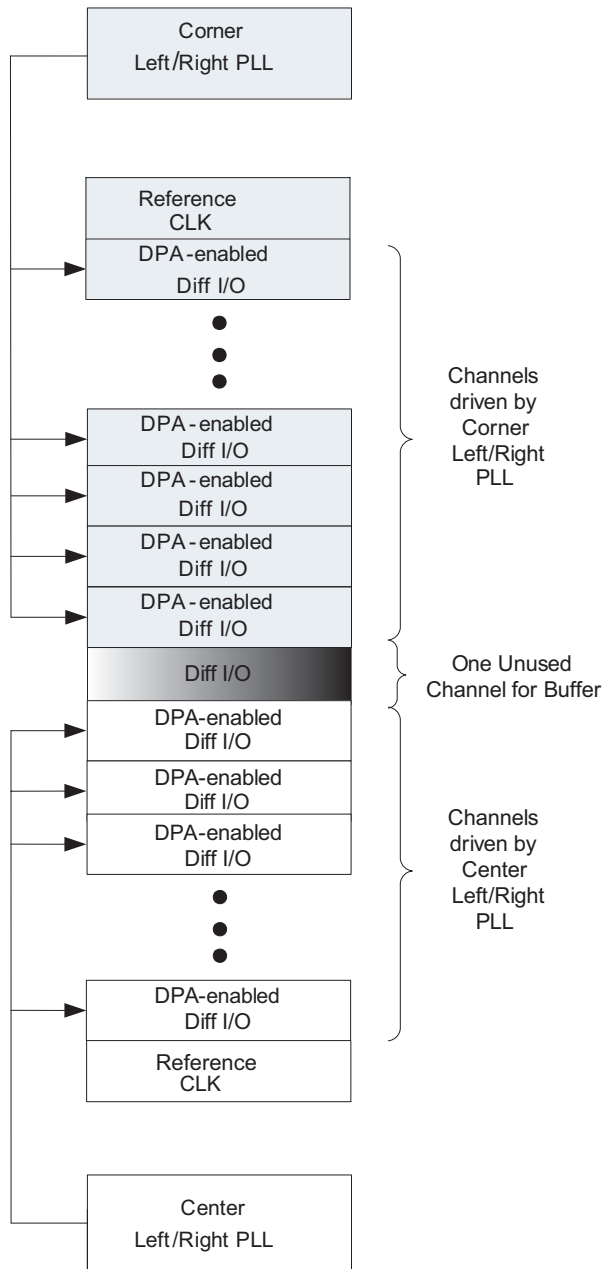 Corner
Left/Right PLL
Reference
CLK
DPA-enabled
Diff I/O
DPA-enabled
Diff I/O
DPA-enabled
Diff I/O
DPA-enabled
Diff I/O
DPA-enabled
Diff I/O
Channels
driven by
Corner
Left/Right
PLL
Diff I/O
One Unused
Channel for Buffer
DPA-enabled
Diff I/O
DPA-enabled
Diff I/O
DPA-enabled
Diff I/O
Channels
driven by
Center
Left/Right
PLL
DPA-enabled
Diff I/O
Reference
CLK
Center
Left/Right PLL